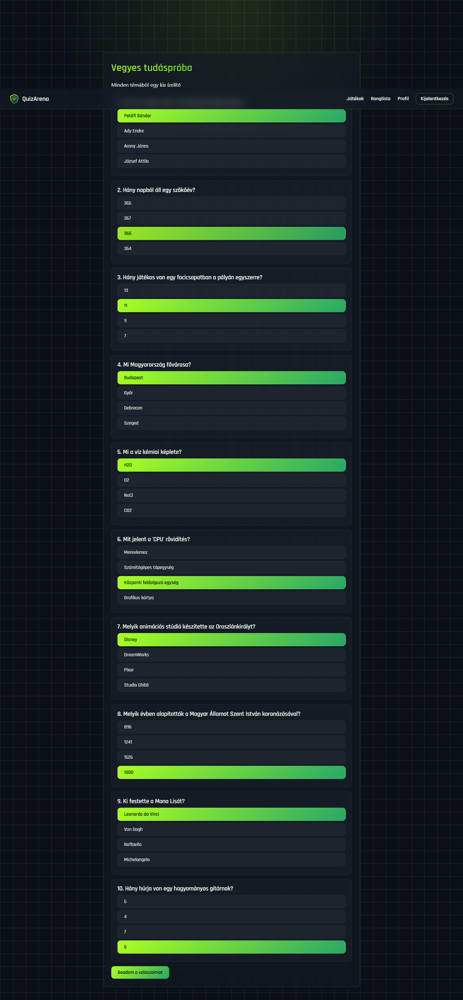 Vegyes tudáspróba
Minden témából egy kis ízelítő
QuizArena
Játékok
Ranglista
Profil
Kijelentkezés
Petőfi Sándor
Ady Endre
Arany János
József Attila
2. Hány napból áll egy szökőév?
365
367
366
364
3. Hány játékos van egy focicsapatban a pályán egyszerre?
13
11
9
7
4. Mi Magyarország fővárosa?
Budapest
Győr
Debrecen
Szeged
5. Mi a víz kémiai képlete?
H2O
O2
NaCl
CO2
6. Mit jelent a 'CPU' rövidítés?
Merevlemez
Számítógépes tápegység
Központi feldolgozó egység
Grafikus kártya
7. Melyik animációs stúdió készítette az Oroszlánkirályt?
Disney
DreamWorks
Pixar
Studio Ghibli
8. Melyik évben alapították a Magyar Államot Szent István koronázásával?
896
1241
1526
1000
9. Ki festette a Mona Lisát?
Leonardo da Vinci
Van Gogh
Raffaello
Michelangelo
10. Hány húrja van egy hagyományos gitárnak?
5
4
7
6
Beadom a valaszaimat